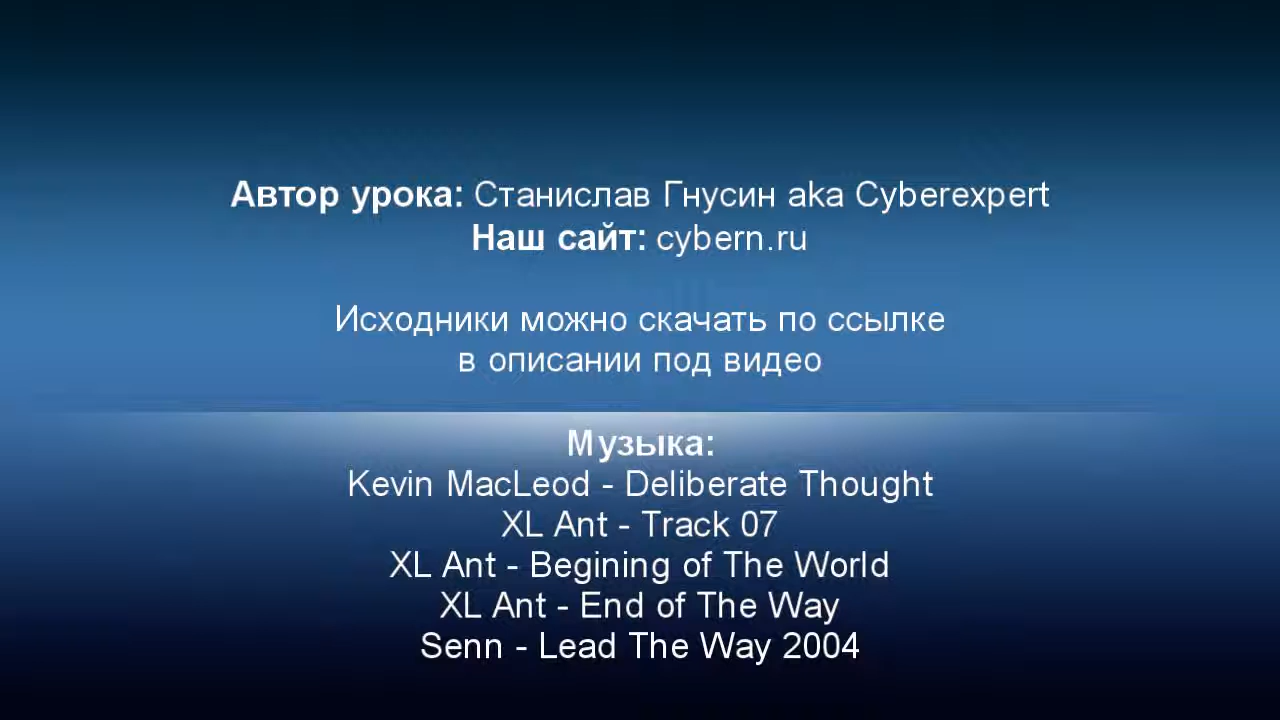 Автор урока: Станислав Гнусин aka Cyberexpert
Наш сайт: cybern.ru
Исходники можно скачать по ссылке
в описании под видео
Музыка:
Kevin MacLeod - Deliberate Thought
XL Ant - Track 07
XL Ant - Begining of The World
XL Ant - End of The Way
Senn - Lead The Way 2004